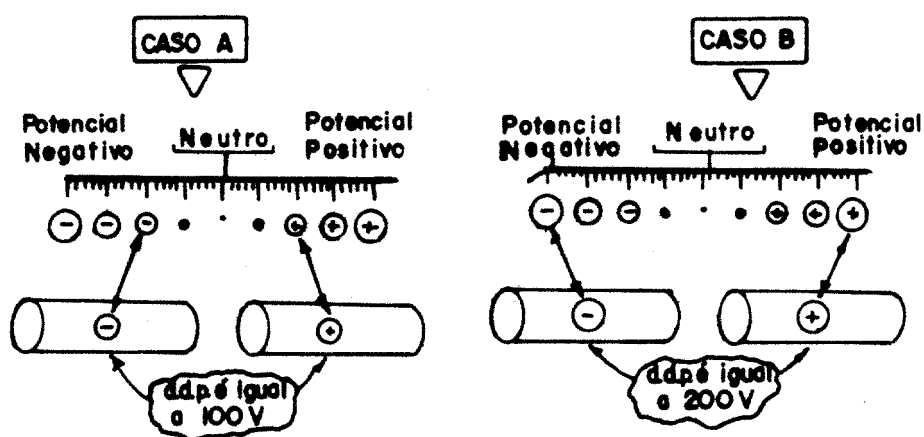 CASO A
Potencial
Negativo
Neutro
Potencial
Positivo
d.d.p. é igual
a 100 V
CASO B
Potencial
Negativo
Neutro
Potencial
Positivo
d.d.p. é igual
a 200 V